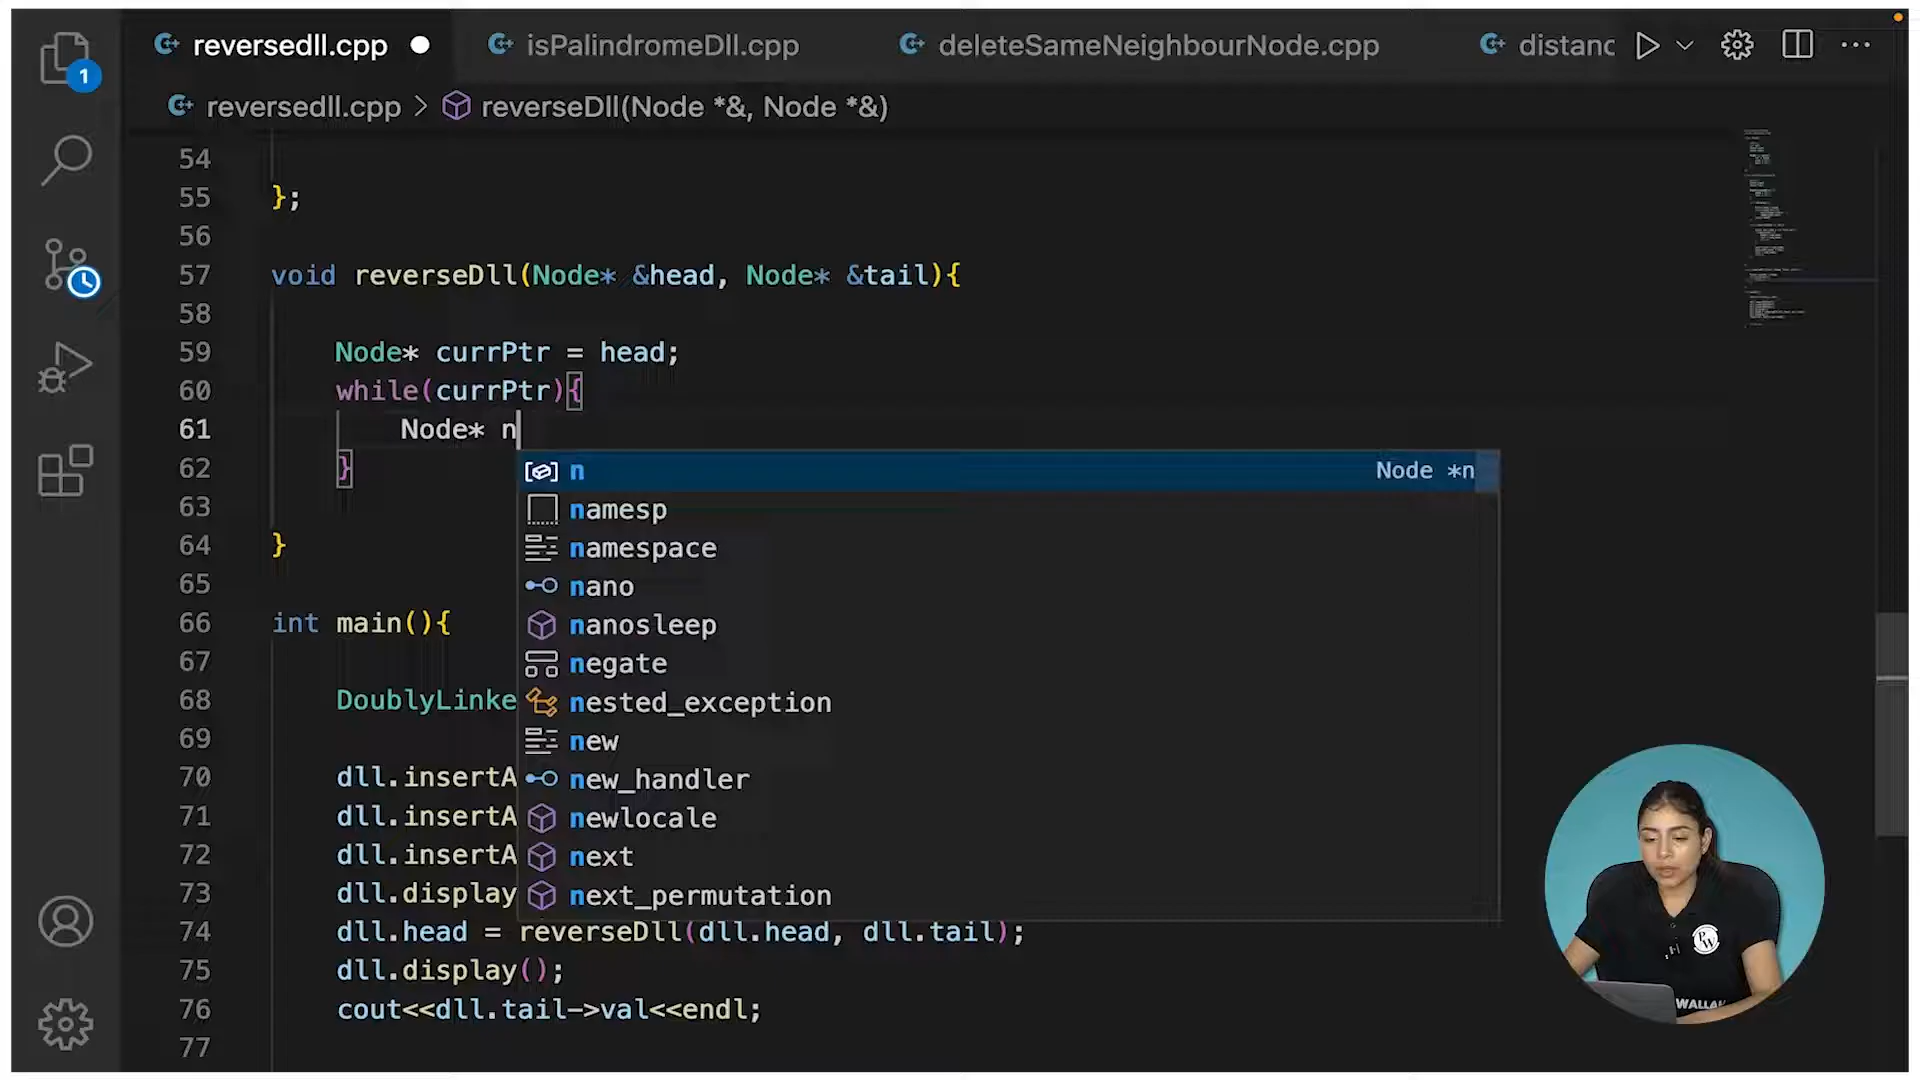 reversedll.cpp
isPalindromeDll.cpp
deleteSameNeighbourNode.cpp
distanc
1
reversedll.cpp > reverseDll(Node *&, Node *&)
54
55 };
56
57 void reverseDll(Node* &head, Node* &tail){
58
59 Node* currPtr = head;
60 while(currPtr){
61 Node* n
62 }
n Node *n
namesp
63
namespace
64 }
nano
65
66 int main(){
nanosleep
67
negate
68 DoublyLinke
nested_exception
69
new
70 dll.insertA
new_handler
71 dll.insertA
newlocale
72 dll.insertA
next
73 dll.display
next_permutation
74 dll.head = reverseDll(dll.head, dll.tail);
75 dll.display();
76 cout<<dll.tail->val<<endl;
77
PW
WALLAH